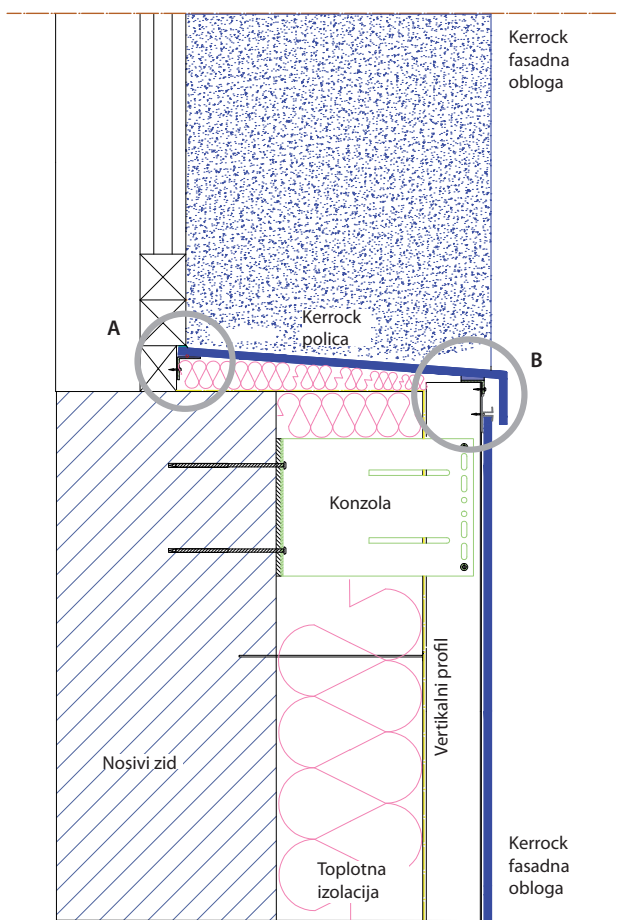 Kerrock
fasadna
obloga
A
Kerrock
polica
B
Konzola
Vertikalni profil
Nosivi zid
Toplotna
izolacija
Kerrock
fasadna
obloga